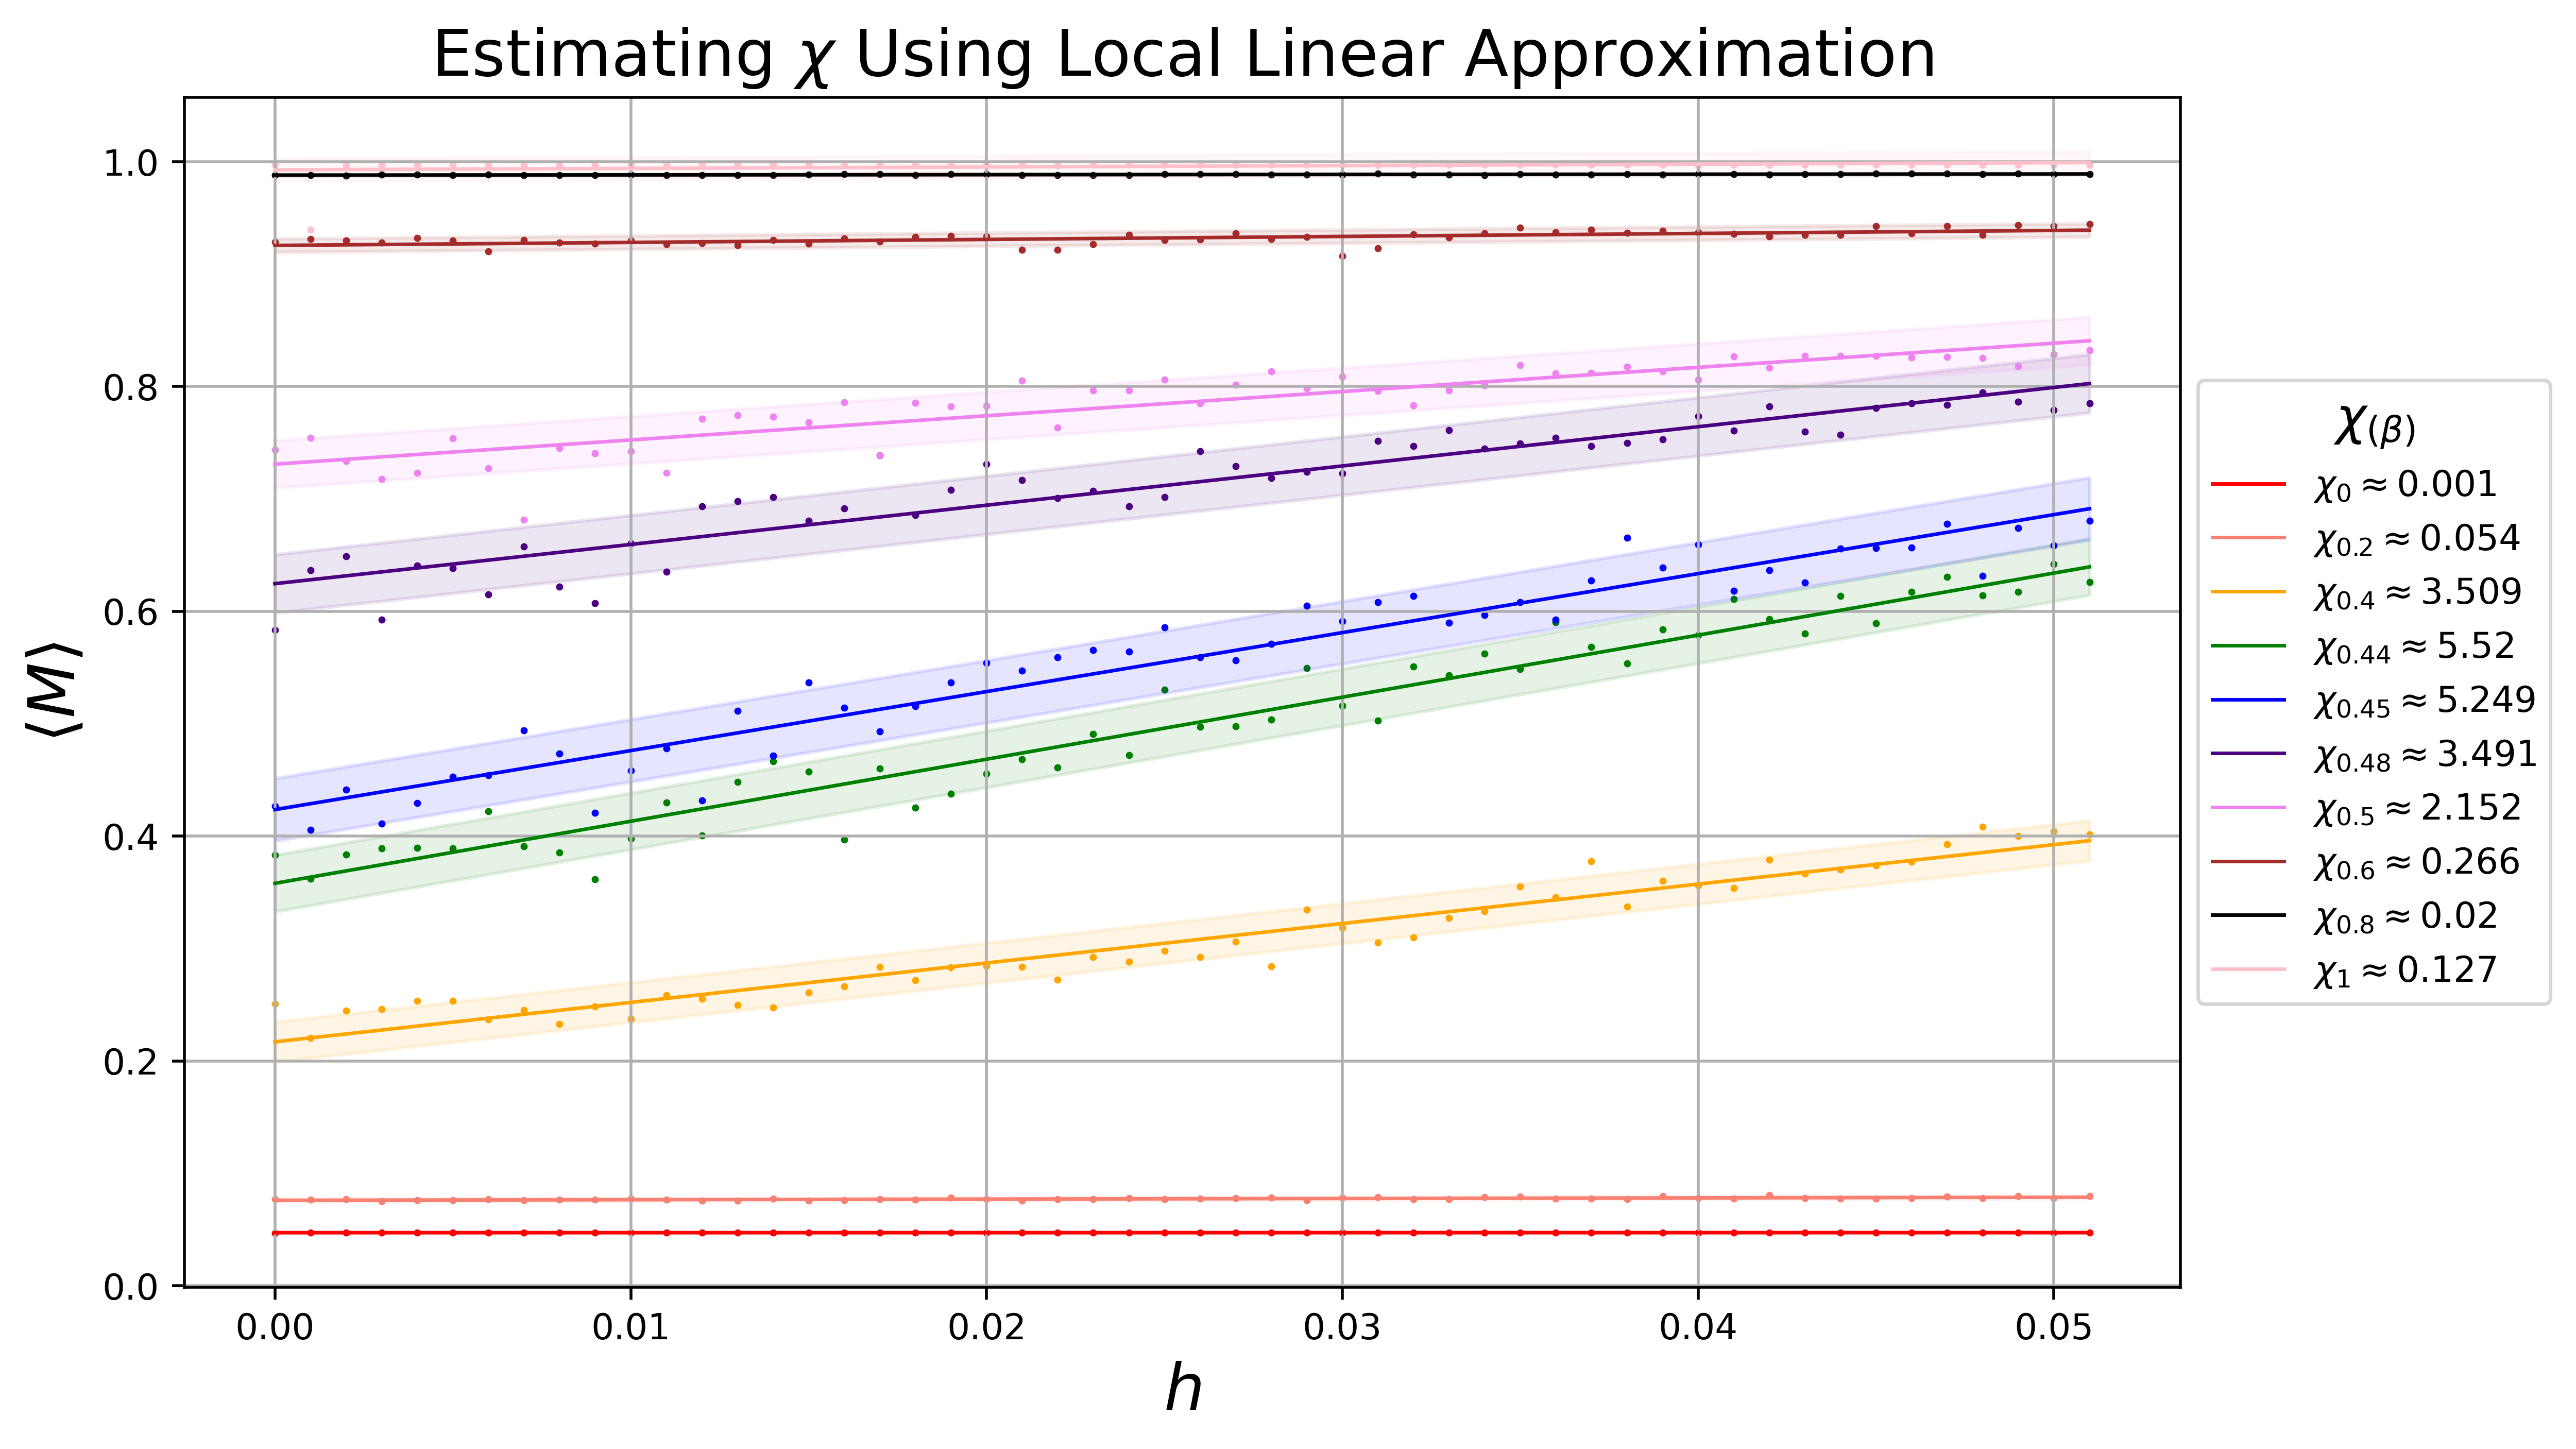 Estimating χ Using Local Linear Approximation
1.0
0.8
0.6
0.4
0.2
0.0
⟨M⟩
0.00 0.01 0.02 0.03 0.04 0.05
h
χ(β)
χ0 ≈ 0.001
χ0.2 ≈ 0.054
χ0.4 ≈ 3.509
χ0.44 ≈ 5.52
χ0.45 ≈ 5.249
χ0.48 ≈ 3.491
χ0.5 ≈ 2.152
χ0.6 ≈ 0.266
χ0.8 ≈ 0.02
χ1 ≈ 0.127